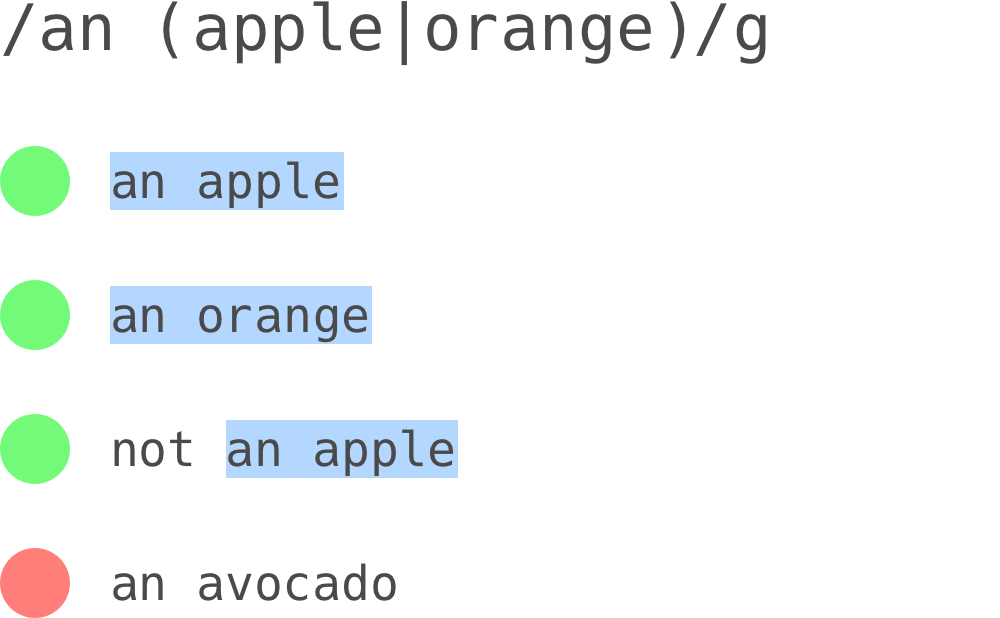 /an (apple|orange)/g
an apple
an orange
not an apple
an avocado